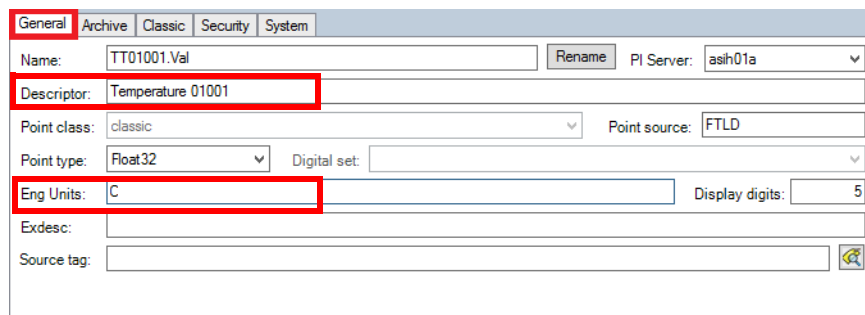 General Archive Classic Security System
Name: TT01001.Val Rename PI Server: asih01a
Descriptor: Temperature 01001
Point class: classic Point source: FTLD
Point type: Float32 Digital set:
Eng Units: C Display digits: 5
Exdesc:
Source tag: